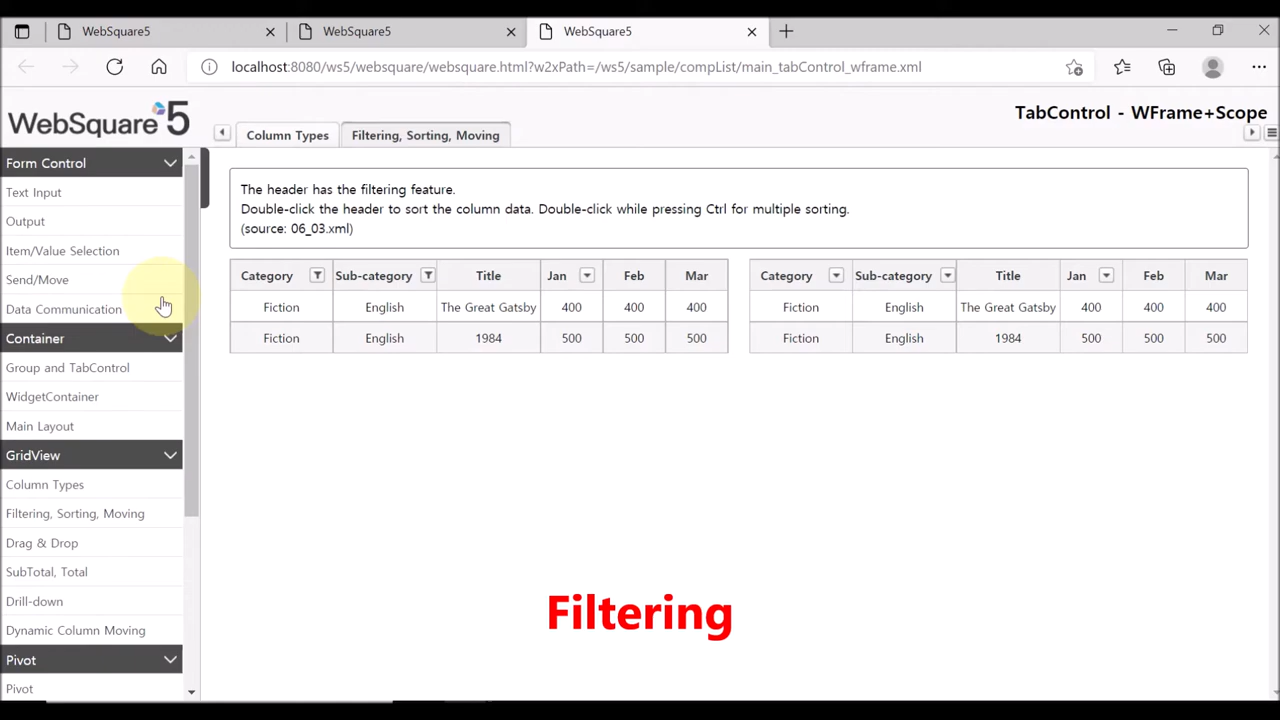 WebSquare5
WebSquare5
WebSquare5
localhost:8080/ws5/websquare/websquare.html?w2xPath=/ws5/sample/compList/main_tabControl_wframe.xml
WebSquare 5
Column Types
Filtering, Sorting, Moving
TabControl - WFrame+Scope
Form Control
Text Input
Output
Item/Value Selection
Send/Move
Data Communication
Container
Group and TabControl
WidgetContainer
Main Layout
GridView
Column Types
Filtering, Sorting, Moving
Drag & Drop
SubTotal, Total
Drill-down
Dynamic Column Moving
Pivot
Pivot
The header has the filtering feature.
Double-click the header to sort the column data. Double-click while pressing Ctrl for multiple sorting.
(source: 06_03.xml)
Category Sub-category Title Jan Feb Mar
Fiction English The Great Gatsby 400 400 400
Fiction English 1984 500 500 500
Category Sub-category Title Jan Feb Mar
Fiction English The Great Gatsby 400 400 400
Fiction English 1984 500 500 500
Filtering